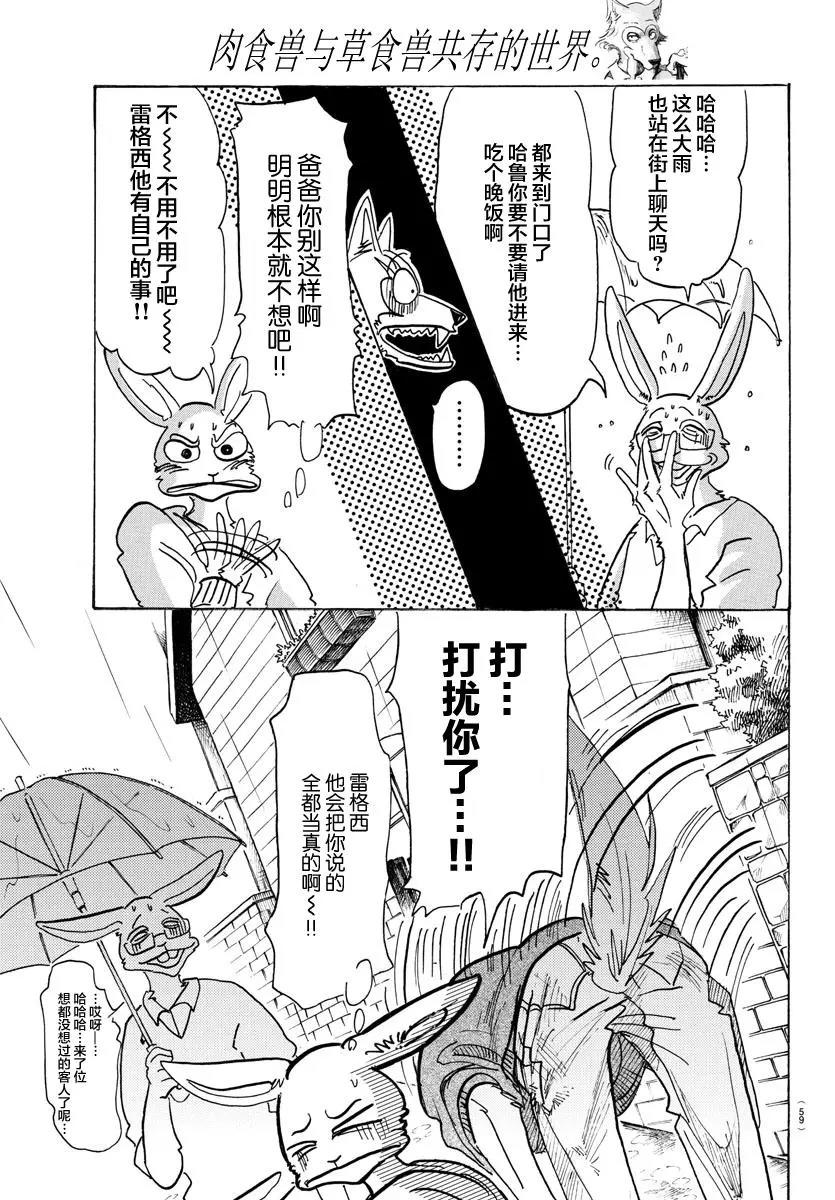 肉食兽与草食兽共存的世界。
哈哈哈…
这么大雨
也站在街上聊天吗?
都来到门口了
哈鲁你要不要请他进来…
吃个晚饭啊
……
爸爸你别这样啊
明明根本就不想吧!!
不~~~不用不用了吧~~~
雷格西他有自己的事!!
打…
打扰你了…!!
雷格西
他会把你说的
全都当真的啊~!!
…哎呀——…
哈哈哈…来了位
想都没想过的客人了呢…
(59)